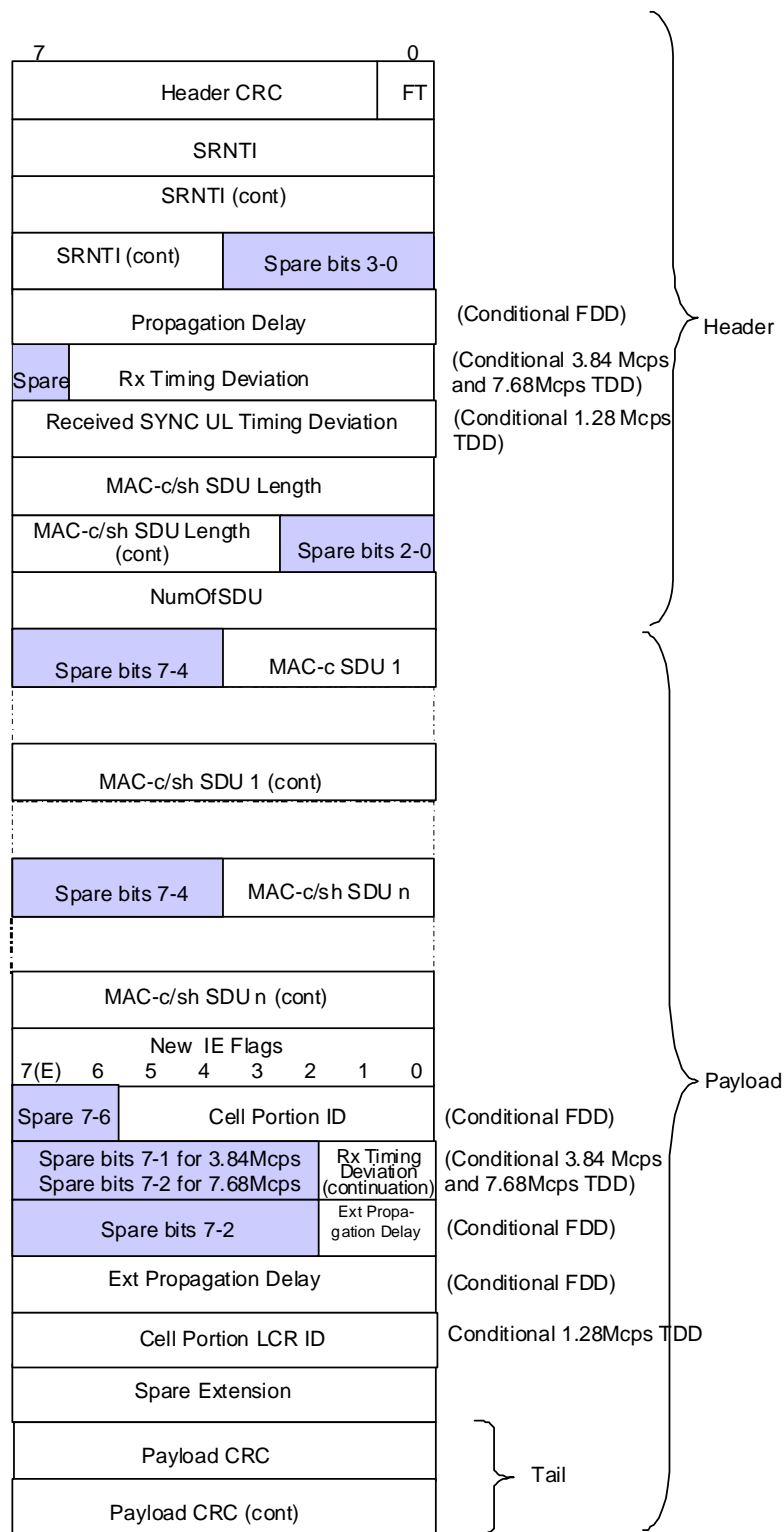 7 0
Header CRC FT
SRNTI
SRNTI (cont)
SRNTI (cont) Spare bits 3-0
Propagation Delay (Conditional FDD)
Header
Spare Rx Timing Deviation (Conditional 3.84 Mcps
and 7.68Mcps TDD)
Received SYNC UL Timing Deviation (Conditional 1.28 Mcps
TDD)
MAC-c/sh SDU Length
MAC-c/sh SDU Length
(cont) Spare bits 2-0
NumOfSDU
Spare bits 7-4 MAC-c SDU 1
MAC-c/sh SDU 1 (cont)
Spare bits 7-4 MAC-c/sh SDU n
MAC-c/sh SDU n (cont)
New IE Flags
7(E) 6 5 4 3 2 1 0
Payload
Spare 7-6 Cell Portion ID (Conditional FDD)
Spare bits 7-1 for 3.84Mcps
Spare bits 7-2 for 7.68Mcps
Rx Timing
Deviation
(continuation)
(Conditional 3.84 Mcps
and 7.68Mcps TDD)
Spare bits 7-2
Ext Propa-
gation Delay
(Conditional FDD)
Ext Propagation Delay (Conditional FDD)
Cell Portion LCR ID Conditional 1.28Mcps TDD
Spare Extension
Payload CRC
Tail
Payload CRC (cont)